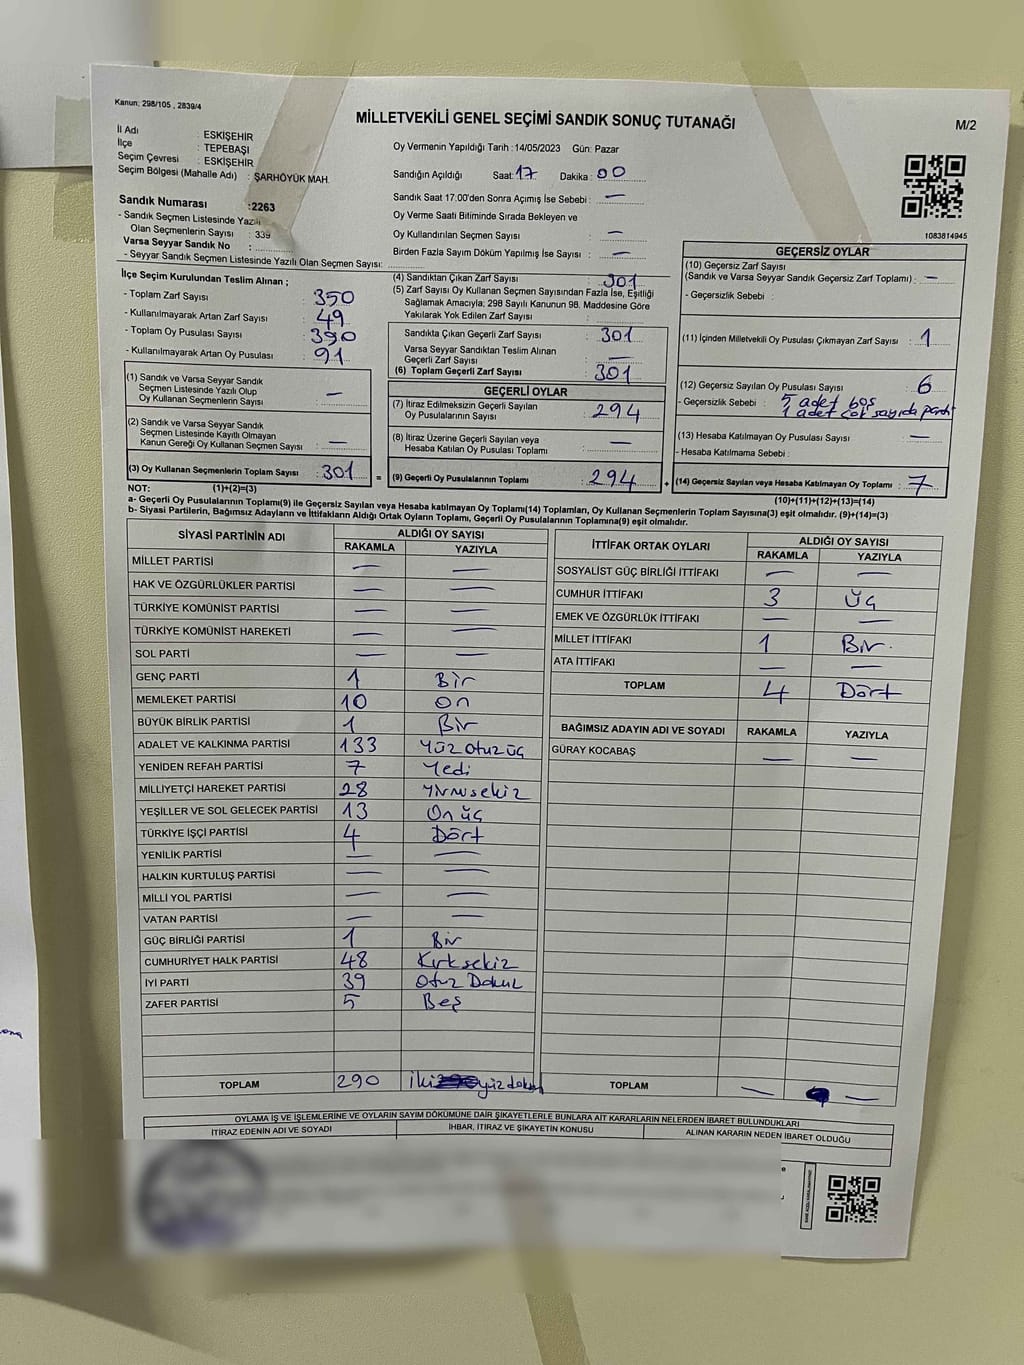 Kanun: 298/105 , 2839/4
MİLLETVEKİLİ GENEL SEÇİMİ SANDIK SONUÇ TUTANAĞI
M/2
İl Adı : ESKİŞEHİR
İlçe : TEPEBAŞI
Seçim Çevresi : ESKİŞEHİR
Seçim Bölgesi (Mahalle Adı) : ŞARHÖYÜK MAH.
Sandık Numarası :2263
- Sandık Seçmen Listesinde Yazılı
Olan Seçmenlerin Sayısı : 339
Varsa Seyyar Sandık No :
- Seyyar Sandık Seçmen Listesinde Yazılı Olan Seçmen Sayısı:
İlçe Seçim Kurulundan Teslim Alınan ;
- Toplam Zarf Sayısı : 350
- Kullanılmayarak Artan Zarf Sayısı : 49
- Toplam Oy Pusulası Sayısı : 390
- Kullanılmayarak Artan Oy Pusulası : 91
(1) Sandık ve Varsa Seyyar Sandık
Seçmen Listesinde Yazılı Olup
Oy Kullanan Seçmenlerin Sayısı : —
(2) Sandık ve Varsa Seyyar Sandık
Seçmen Listesinde Kayıtlı Olmayan
Kanun Gereği Oy Kullanan Seçmen Sayısı : —
(3) Oy Kullanan Seçmenlerin Toplam Sayısı : 301
Oy Vermenin Yapıldığı Tarih :14/05/2023 Gün: Pazar
Sandığın Açıldığı Saat: 17 Dakika : 00
Sandık Saat 17:00'den Sonra Açımış İse Sebebi : —
Oy Verme Saati Bitiminde Sırada Bekleyen ve
Oy Kullandırılan Seçmen Sayısı : —
Birden Fazla Sayım Döküm Yapılmış İse Sayısı : —
(4) Sandıktan Çıkan Zarf Sayısı : 301
(5) Zarf Sayısı Oy Kullanan Seçmen Sayısından Fazla İse, Eşitliği
Sağlamak Amacıyla; 298 Sayılı Kanunun 98. Maddesine Göre
Yakılarak Yok Edilen Zarf Sayısı :
Sandıkta Çıkan Geçerli Zarf Sayısı : 301
Varsa Seyyar Sandıktan Teslim Alınan
Geçerli Zarf Sayısı : —
(6) Toplam Geçerli Zarf Sayısı : 301
GEÇERLİ OYLAR
(7) İtiraz Edilmeksizin Geçerli Sayılan
Oy Pusulalarının Sayısı : 294
(8) İtiraz Üzerine Geçerli Sayılan veya
Hesaba Katılan Oy Pusulası Toplamı : —
= (9) Geçerli Oy Pusulalarının Toplamı : 294 +
1083814945
GEÇERSİZ OYLAR
(10) Geçersiz Zarf Sayısı
(Sandık ve Varsa Seyyar Sandık Geçersiz Zarf Toplamı) : —
- Geçersizlik Sebebi :
(11) İçinden Milletvekili Oy Pusulası Çıkmayan Zarf Sayısı : 1
(12) Geçersiz Sayılan Oy Pusulası Sayısı : 6
- Geçersizlik Sebebi : 5 adet boş
1 adet çok sayıda parti
(13) Hesaba Katılmayan Oy Pusulası Sayısı : —
- Hesaba Katılmama Sebebi :
(14) Geçersiz Sayılan veya Hesaba Katılmayan Oy Toplamı : 7
NOT: (1)+(2)=(3) (10)+(11)+(12)+(13)=(14)
a- Geçerli Oy Pusulalarının Toplamı(9) ile Geçersiz Sayılan veya Hesaba Katılmayan Oy Toplamı(14) Toplamları, Oy Kullanan Seçmenlerin Toplam Sayısına(3) eşit olmalıdır. (9)+(14)=(3)
b- Siyasi Partilerin, Bağımsız Adayların ve İttifakların Aldığı Ortak Oyların Toplamı, Geçerli Oy Pusulalarının Toplamına(9) eşit olmalıdır.
SİYASİ PARTİNİN ADI ALDIĞI OY SAYISI
RAKAMLA YAZIYLA
MİLLET PARTİSİ — —
HAK VE ÖZGÜRLÜKLER PARTİSİ — —
TÜRKİYE KOMÜNİST PARTİSİ — —
TÜRKİYE KOMÜNİST HAREKETİ — —
SOL PARTİ — —
GENÇ PARTİ 1 Bir
MEMLEKET PARTİSİ 10 On
BÜYÜK BİRLİK PARTİSİ 1 Bir
ADALET VE KALKINMA PARTİSİ 133 Yüz otuz üç
YENİDEN REFAH PARTİSİ 7 Yedi
MİLLİYETÇİ HAREKET PARTİSİ 28 Yirmisekiz
YEŞİLLER VE SOL GELECEK PARTİSİ 13 On üç
TÜRKİYE İŞÇİ PARTİSİ 4 Dört
YENİLİK PARTİSİ — —
HALKIN KURTULUŞ PARTİSİ — —
MİLLİ YOL PARTİSİ — —
VATAN PARTİSİ — —
GÜÇ BİRLİĞİ PARTİSİ 1 Bir
CUMHURİYET HALK PARTİSİ 48 Kırksekiz
İYİ PARTİ 39 Otuz Dokuz
ZAFER PARTİSİ 5 Beş
TOPLAM 290 iki yüz doksan
İTTİFAK ORTAK OYLARI ALDIĞI OY SAYISI
RAKAMLA YAZIYLA
SOSYALİST GÜÇ BİRLİĞİ İTTİFAKI — —
CUMHUR İTTİFAKI 3 Üç
EMEK VE ÖZGÜRLÜK İTTİFAKI — —
MİLLET İTTİFAKI 1 Bir
ATA İTTİFAKI — —
TOPLAM 4 Dört
BAĞIMSIZ ADAYIN ADI VE SOYADI RAKAMLA YAZIYLA
GÜRAY KOCABAŞ — —
TOPLAM — —
OYLAMA İŞ VE İŞLEMLERİNE VE OYLARIN SAYIM DÖKÜMÜNE DAİR ŞİKAYETLERLE BUNLARA AİT KARARLARIN NELERDEN İBARET BULUNDUKLARI
İTİRAZ EDENİN ADI VE SOYADI İHBAR, İTİRAZ VE ŞİKAYETİN KONUSU ALINAN KARARIN NEDEN İBARET OLDUĞU